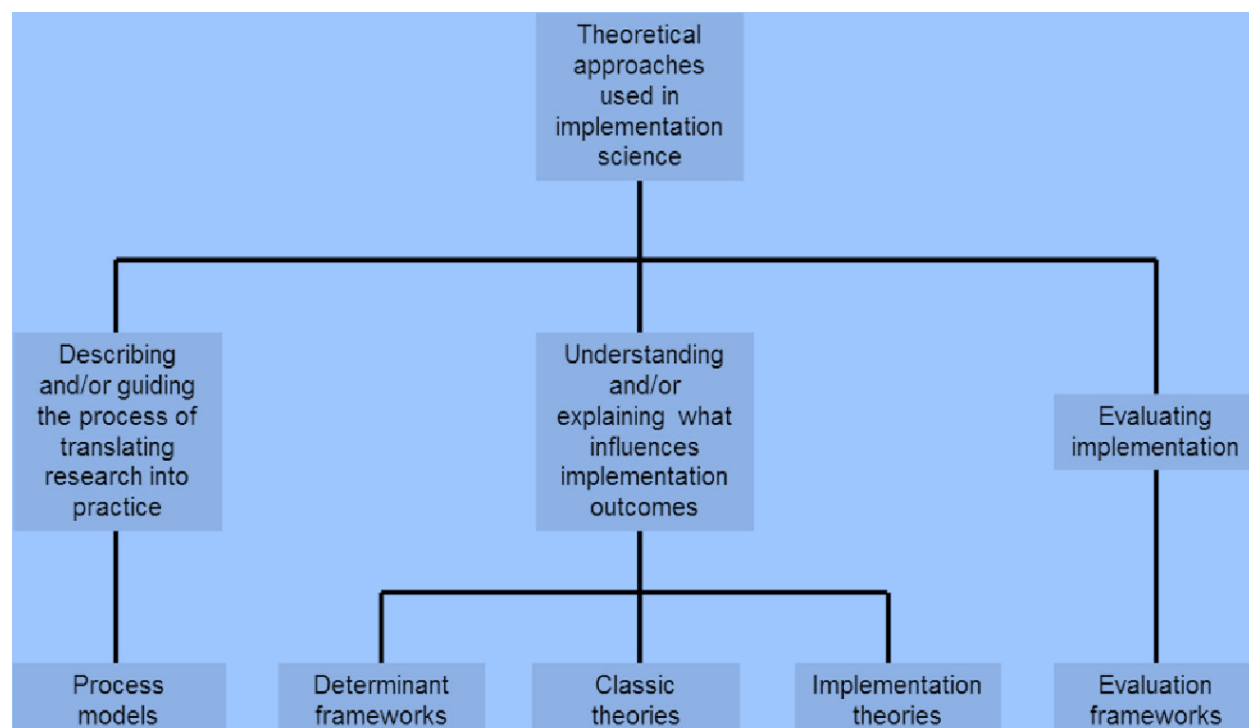 Theoretical
approaches
used in
implementation
science
Describing
and/or guiding
the process of
translating
research into
practice
Understanding
and/or
explaining what
influences
implementation
outcomes
Evaluating
implementation
Process
models
Determinant
frameworks
Classic
theories
Implementation
theories
Evaluation
frameworks